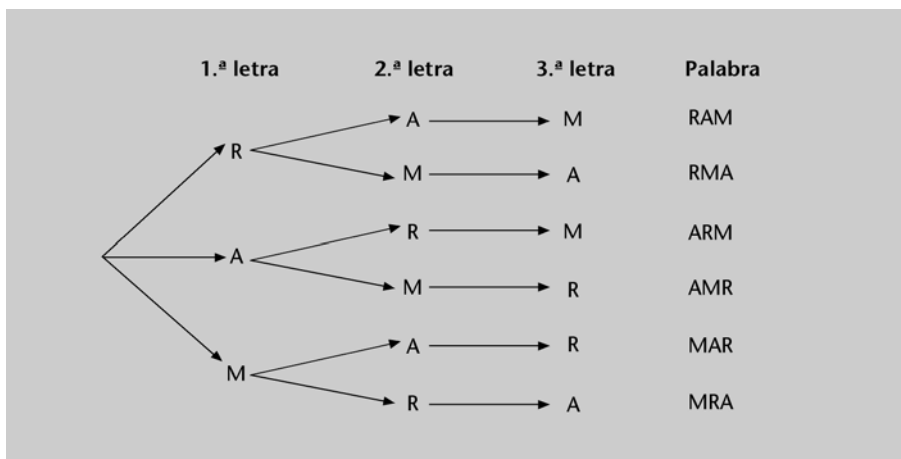 1.ª letra 2.ª letra 3.ª letra Palabra
A M RAM
R
M A RMA
R M ARM
A
M R AMR
A R MAR
M
R A MRA